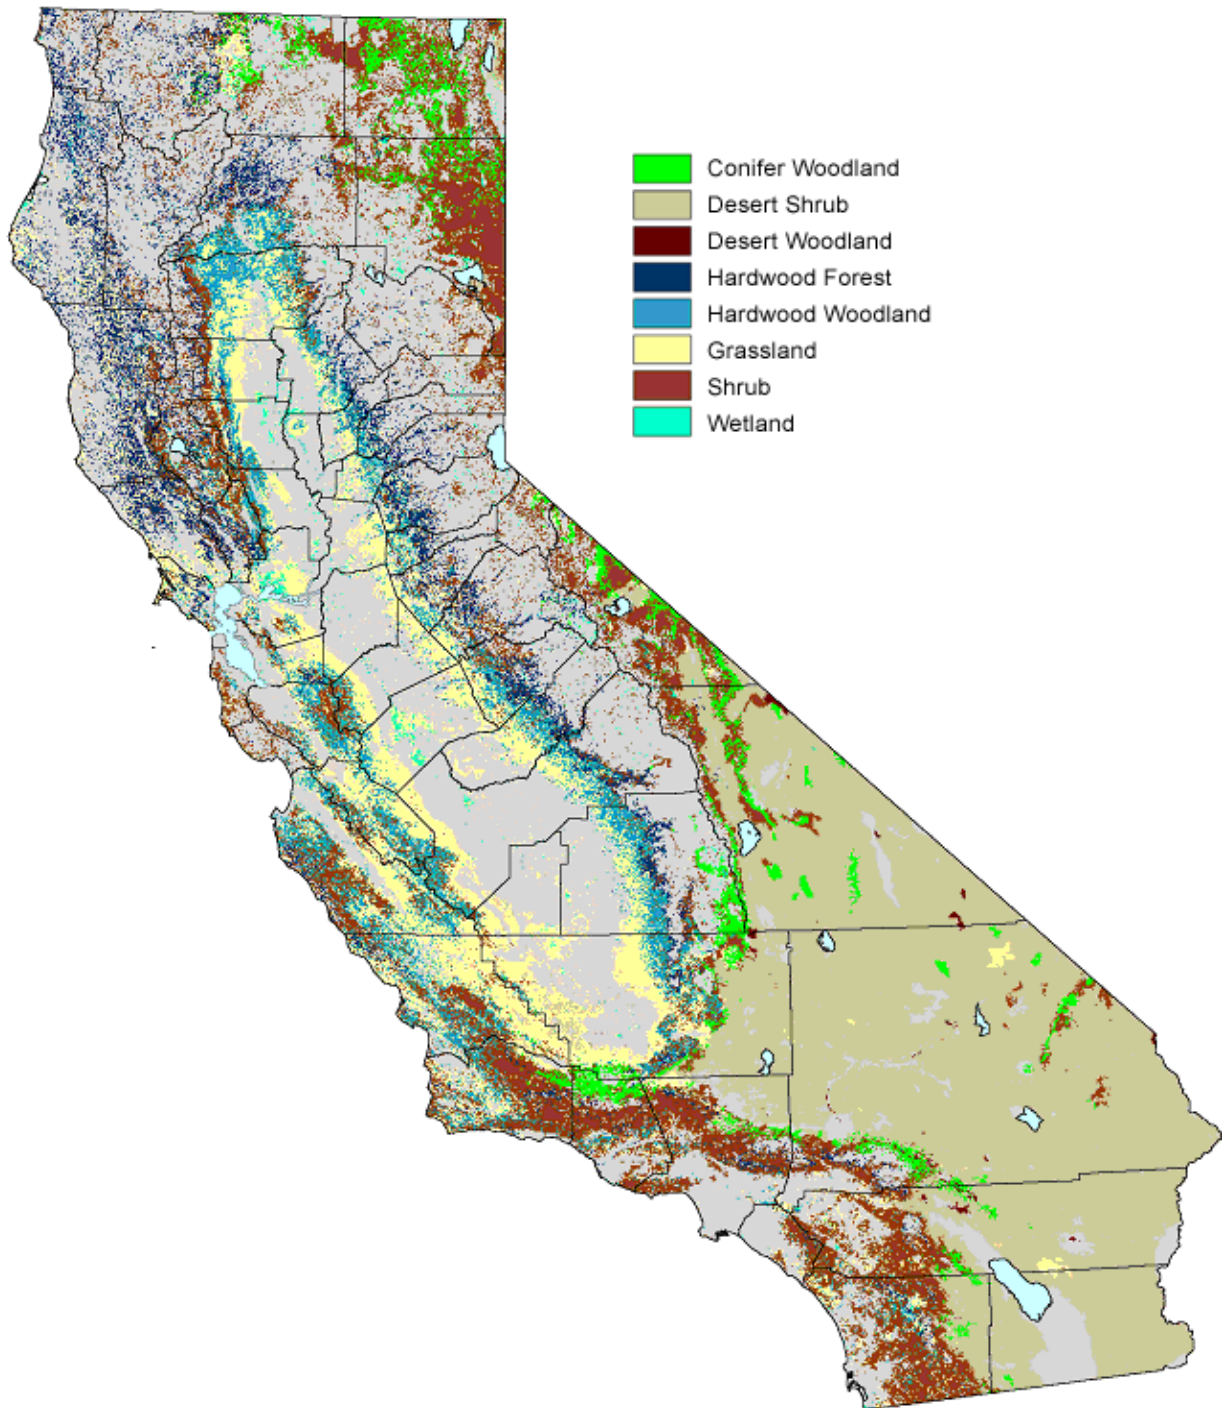 Conifer Woodland
Desert Shrub
Desert Woodland
Hardwood Forest
Hardwood Woodland
Grassland
Shrub
Wetland